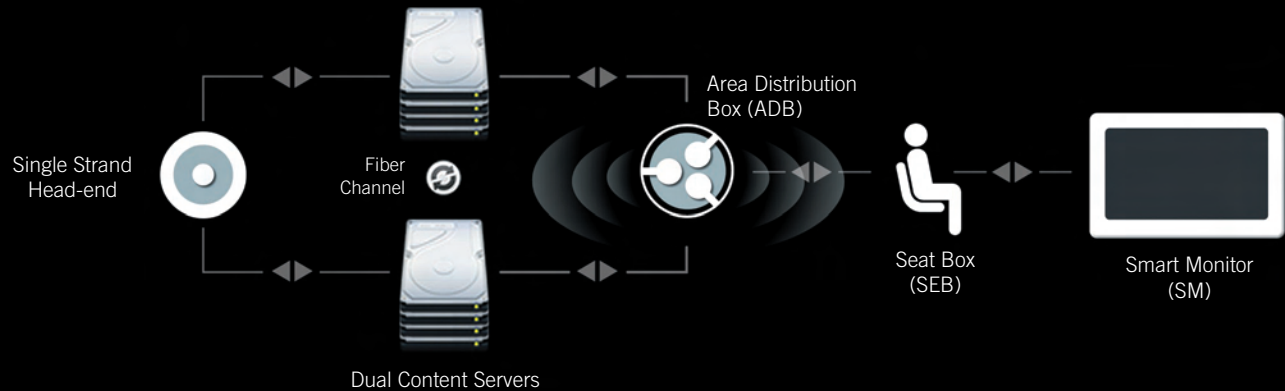 Single Strand
Head-end
Fiber
Channel
Dual Content Servers
Area Distribution
Box (ADB)
Seat Box
(SEB)
Smart Monitor
(SM)